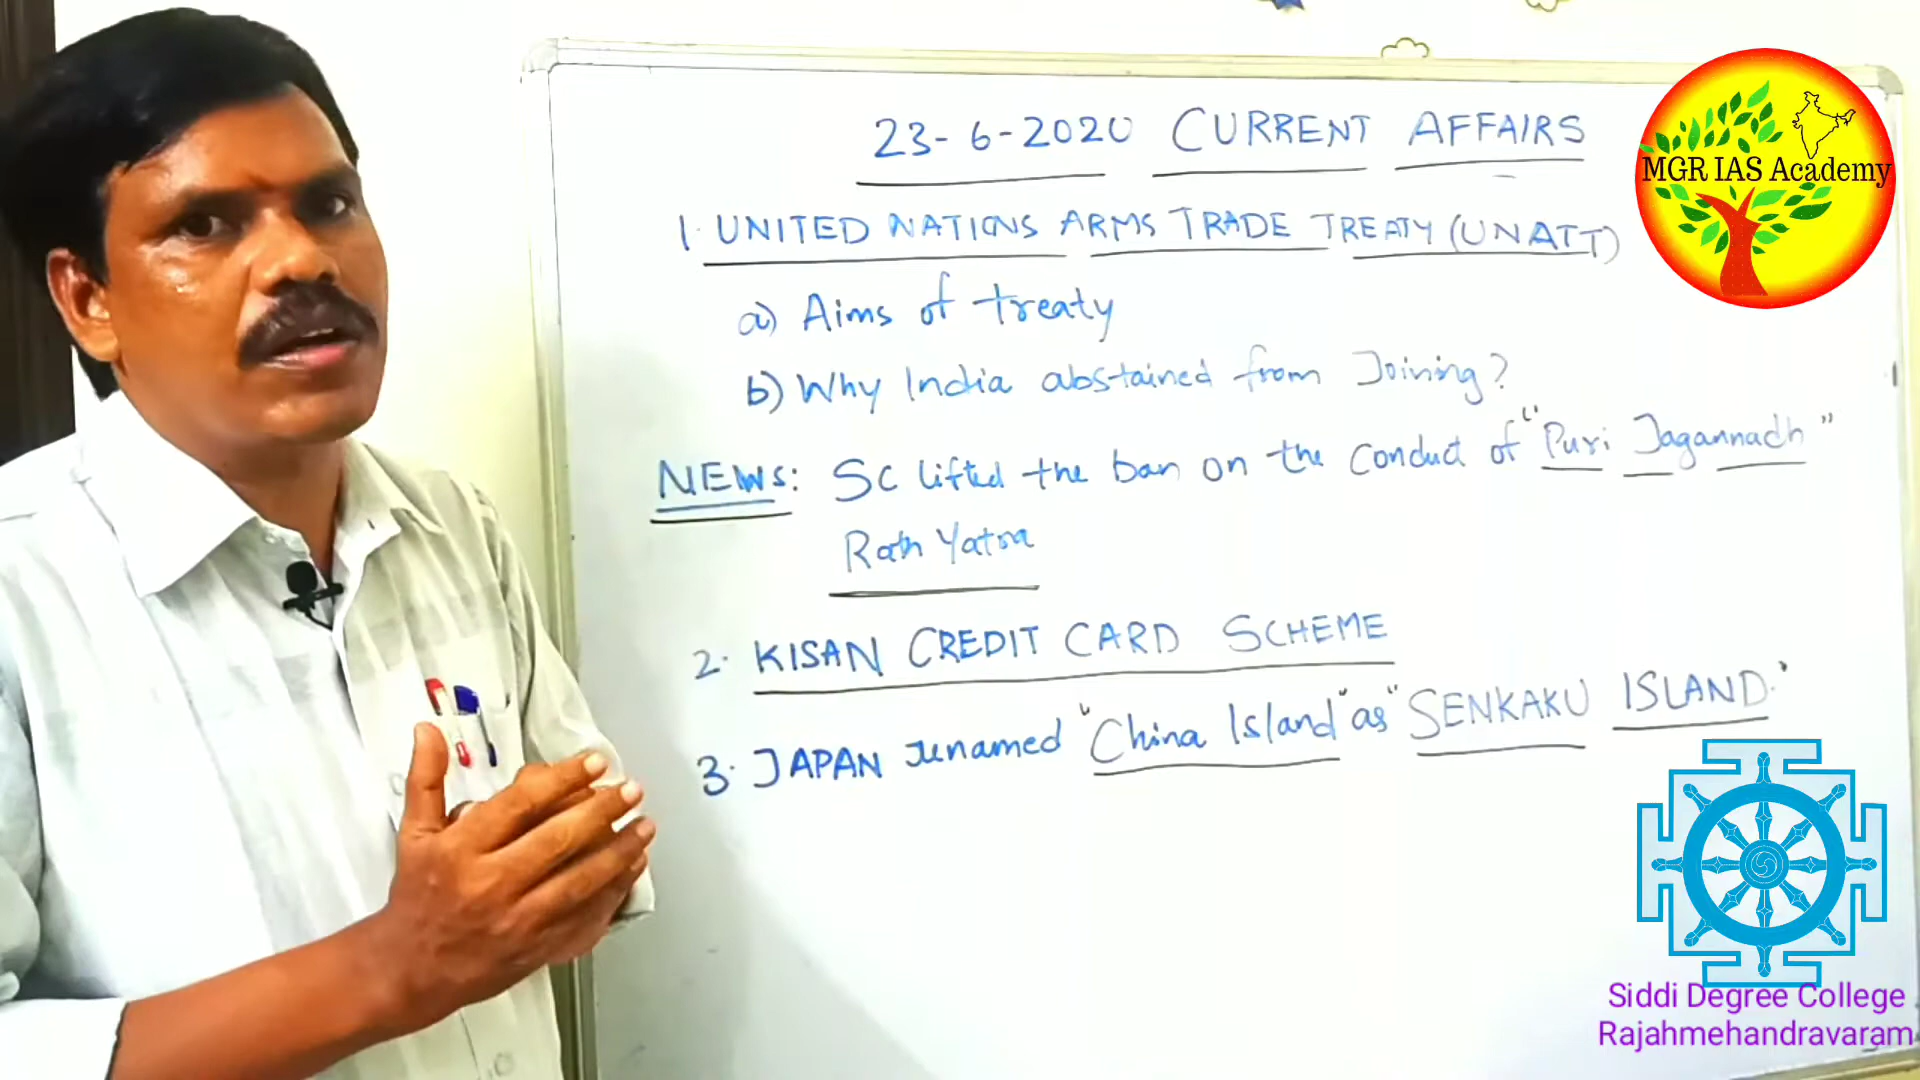 23-6-2020 CURRENT AFFAIRS
1. UNITED NATIONS ARMS TRADE TREATY (UNATT)
a) Aims of treaty
b) Why India abstained from Joining?
NEWS: SC lifted the ban on the conduct of "Puri Jagannadh"
Rath Yatra
2. KISAN CREDIT CARD SCHEME
3. JAPAN renamed "China Island" as "SENKAKU ISLAND."
MGR IAS Academy
Siddi Degree College
Rajahmehandravaram